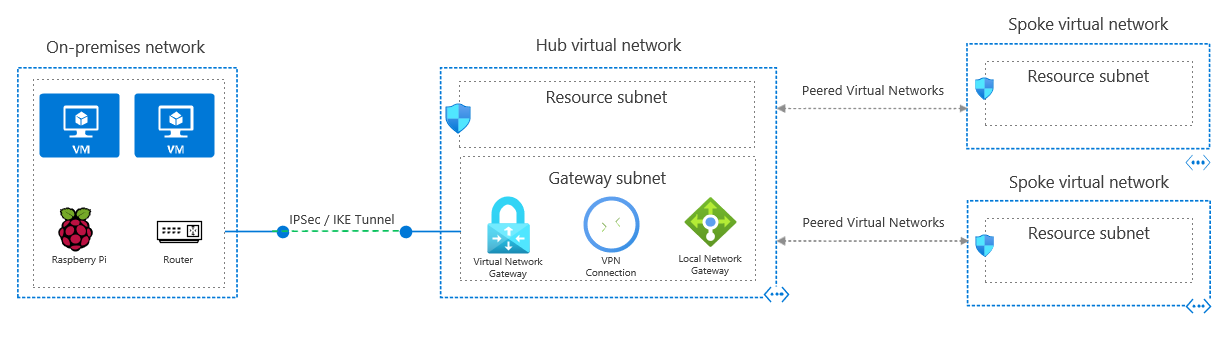 On-premises network
VM
VM
Raspberry Pi
Router
IPSec / IKE Tunnel
Hub virtual network
Resource subnet
Gateway subnet
Virtual Network
Gateway
VPN
Connection
Local Network
Gateway
Peered Virtual Networks
Peered Virtual Networks
Spoke virtual network
Resource subnet
Spoke virtual network
Resource subnet